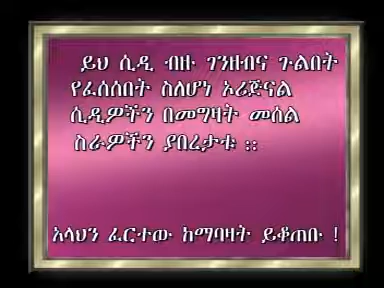 ይህ ሲዲ ብዙ ገንዘብና ጉልበት
የፈሰሰበት ስለሆነ ኦሪጅናል
ሲዲዎችን በመግዛት መሰል
ስራዎችን ያበረታቱ ።
አላህን ፈርተው ከማባዛት ይቆጠቡ !